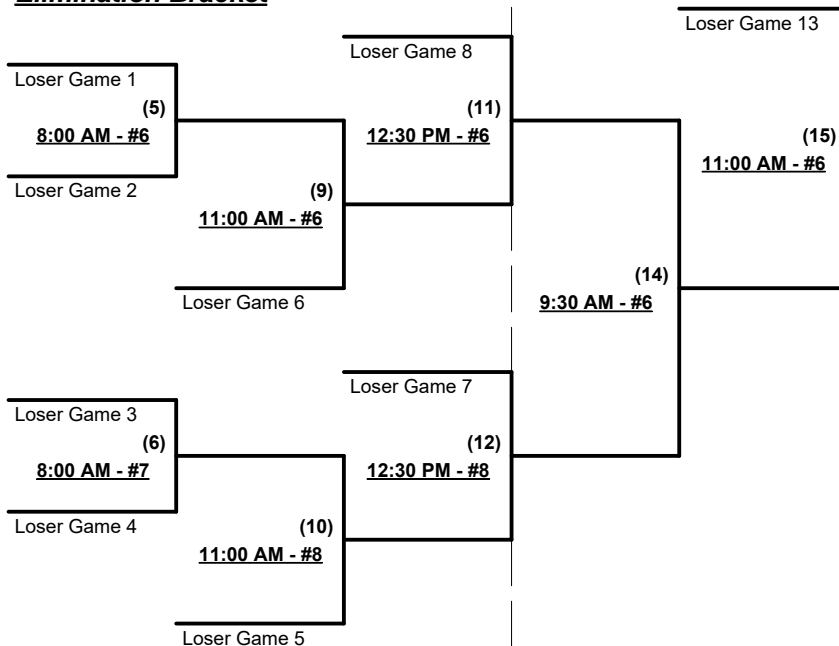 Elimination Bracket
Loser Game 13
Loser Game 8
Loser Game 1
(5)
8:00 AM - #6
(11)
12:30 PM - #6
(15)
11:00 AM - #6
Loser Game 2
(9)
11:00 AM - #6
(14)
9:30 AM - #6
Loser Game 6
Loser Game 7
Loser Game 3
(6)
8:00 AM - #7
(12)
12:30 PM - #8
Loser Game 4
(10)
11:00 AM - #8
Loser Game 5